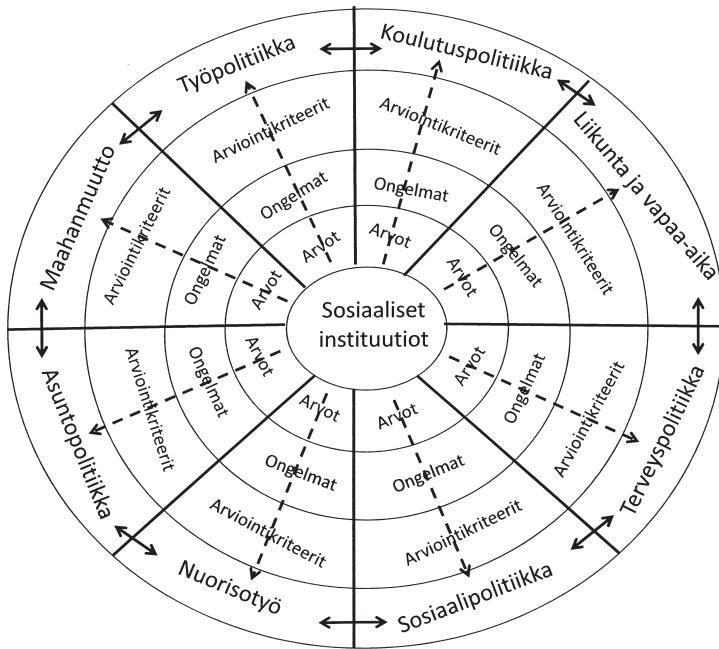 Työpolitiikka
Koulutuspolitiikka
Liikunta ja vapaa-aika
Terveyspolitiikka
Sosiaalipolitiikka
Nuorisotyö
Asuntopolitiikka
Maahanmuutto
Arviointikriteerit
Arviointikriteerit
Arviointikriteerit
Arviointikriteerit
Arviointikriteerit
Arviointikriteerit
Arviointikriteerit
Arviointikriteerit
Ongelmat
Ongelmat
Ongelmat
Ongelmat
Ongelmat
Ongelmat
Ongelmat
Ongelmat
Arvot
Arvot
Arvot
Arvot
Arvot
Arvot
Arvot
Arvot
Sosiaaliset
instituutiot